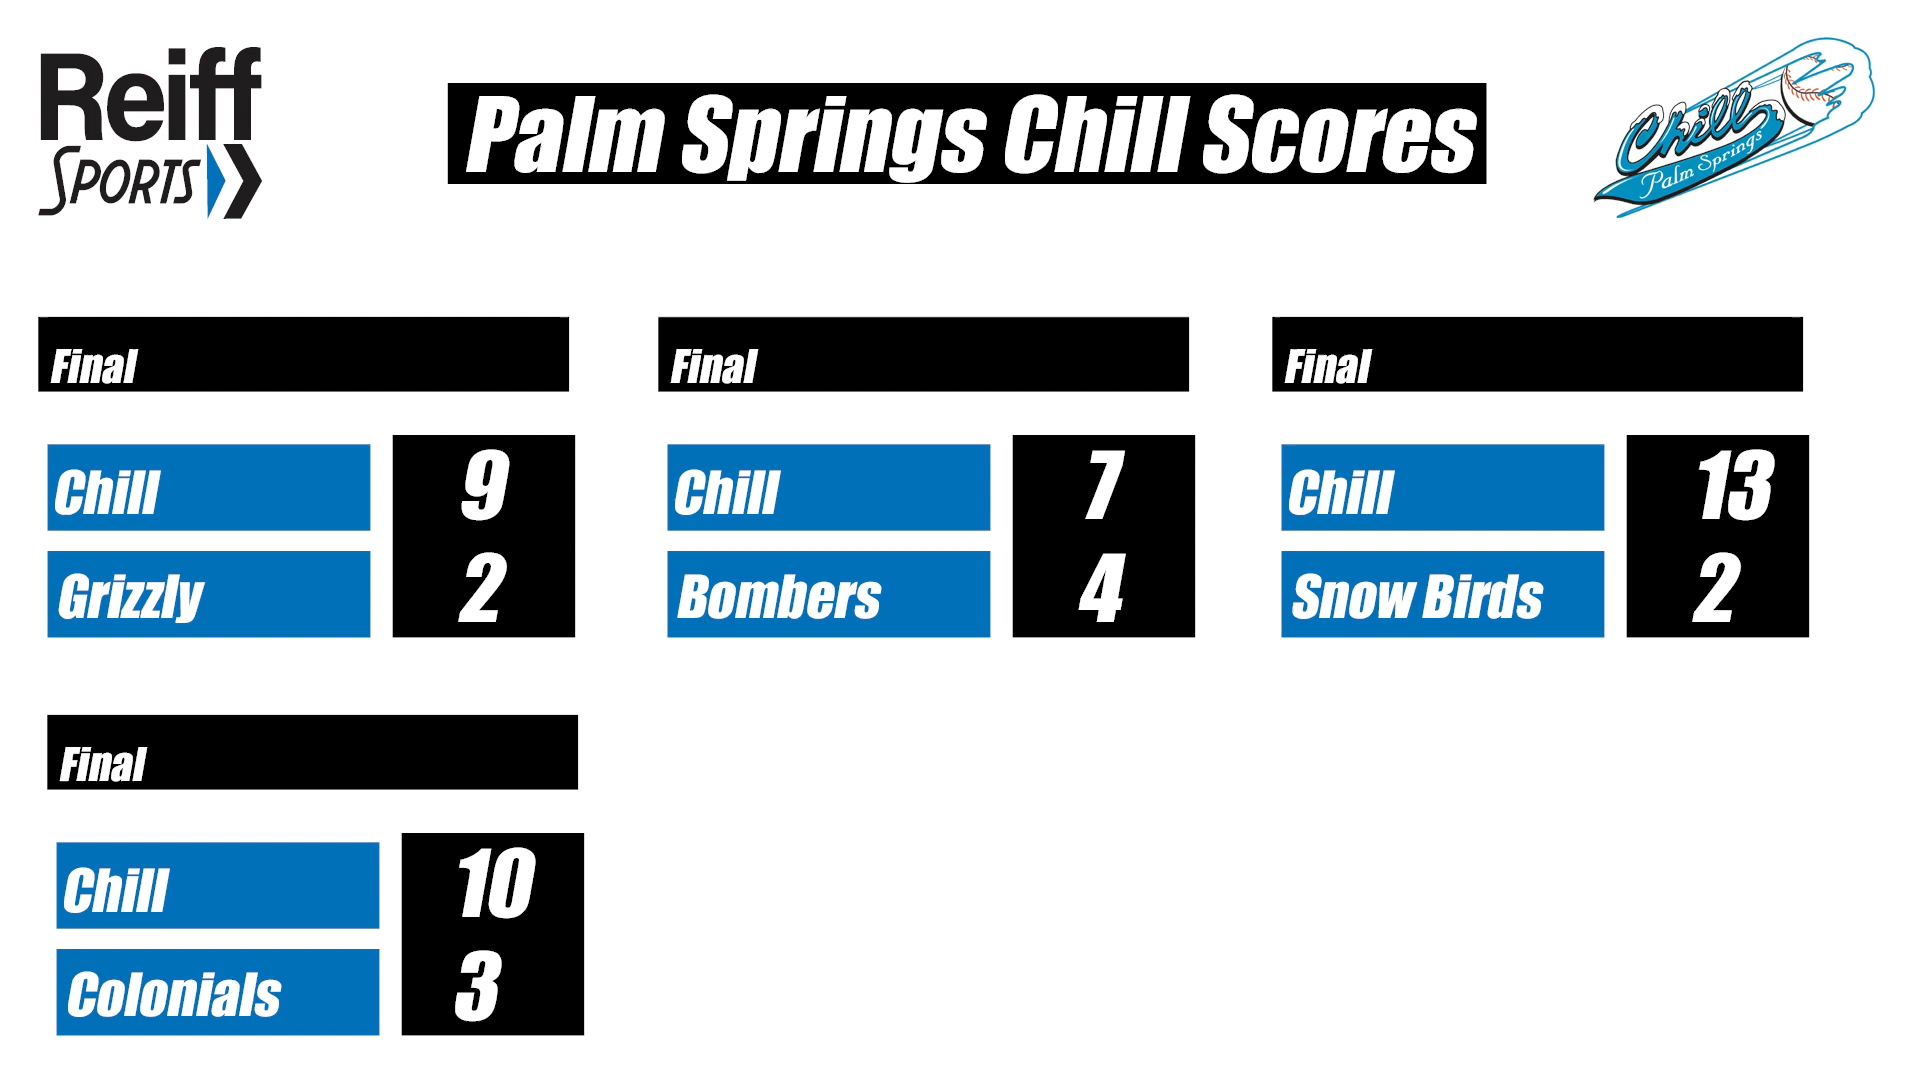 Reiff
SPORTS
Palm Springs Chill Scores
Chill
Palm Springs
Final
Chill 9
Grizzly 2
Final
Chill 7
Bombers 4
Final
Chill 13
Snow Birds 2
Final
Chill 10
Colonials 3